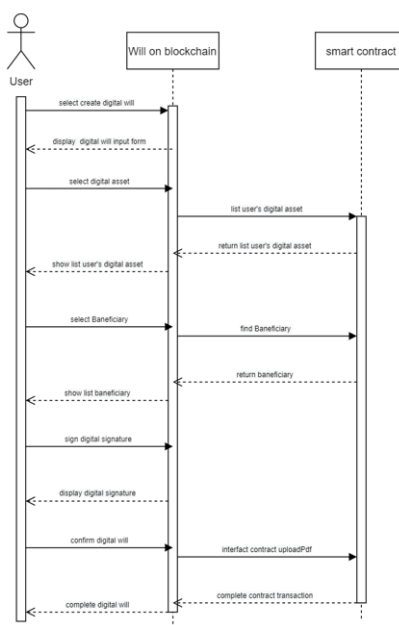 Will on blockchain
smart contract
User
select create digital will
display digital will input form
select digital asset
list user's digital asset
return list user's digital asset
show list user's digital asset
select Baneficiary
find Baneficiary
return baneficiary
show list baneficiary
sign digital signature
display digital signature
confirm digital will
interfact contract uploadPdf
complete contract transaction
complete digital will